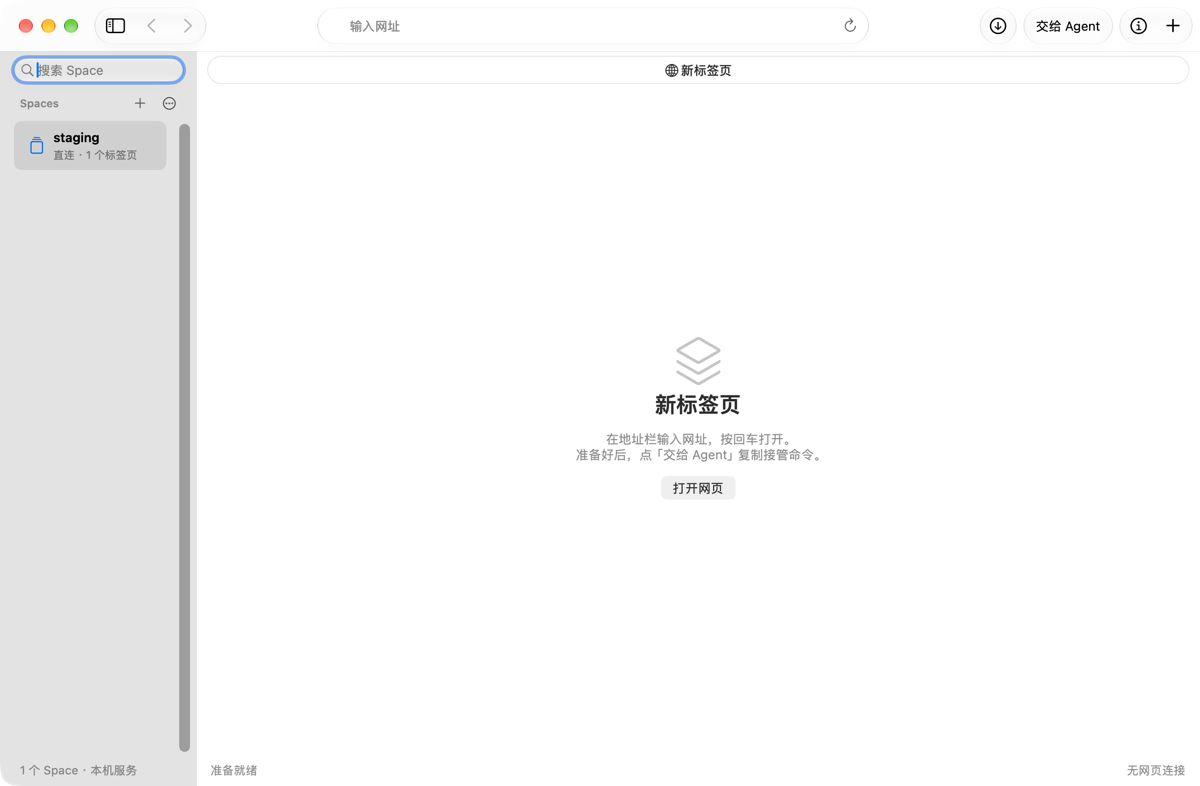 输入网址
交给 Agent
搜索 Space
Spaces
staging
直连 · 1 个标签页
新标签页
新标签页
在地址栏输入网址，按回车打开。
准备好后，点「交给 Agent」复制接管命令。
打开网页
1 个 Space · 本机服务
准备就绪
无网页连接